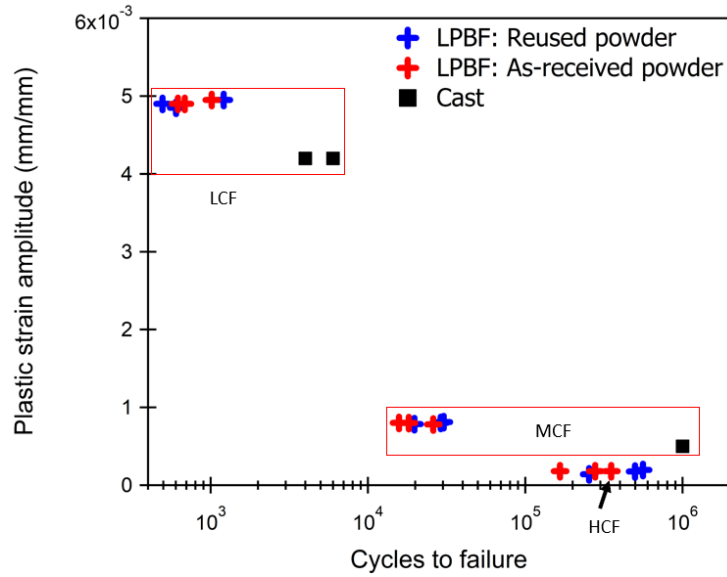 6x10⁻³
5
4
3
2
1
0
Plastic strain amplitude (mm/mm)
LPBF: Reused powder
LPBF: As-received powder
Cast
LCF
MCF
HCF
10³
10⁴
10⁵
10⁶
Cycles to failure